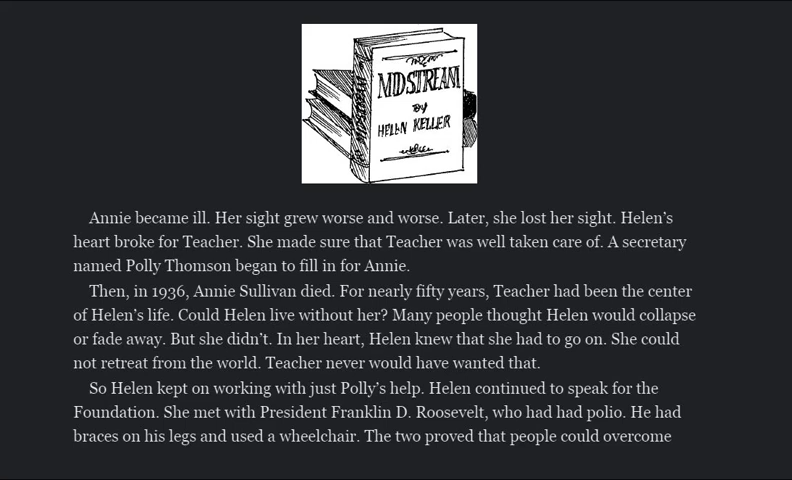 MIDSTREAM
MIDSTREAM
by
HELEN KELLER
Annie became ill. Her sight grew worse and worse. Later, she lost her sight. Helen’s
heart broke for Teacher. She made sure that Teacher was well taken care of. A secretary
named Polly Thomson began to fill in for Annie.
Then, in 1936, Annie Sullivan died. For nearly fifty years, Teacher had been the center
of Helen’s life. Could Helen live without her? Many people thought Helen would collapse
or fade away. But she didn’t. In her heart, Helen knew that she had to go on. She could
not retreat from the world. Teacher never would have wanted that.
So Helen kept on working with just Polly’s help. Helen continued to speak for the
Foundation. She met with President Franklin D. Roosevelt, who had had polio. He had
braces on his legs and used a wheelchair. The two proved that people could overcome